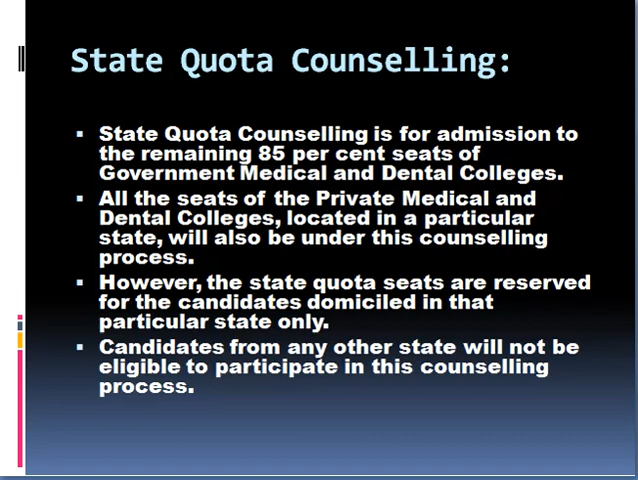 State Quota Counselling:
▪ State Quota Counselling is for admission to
the remaining 85 per cent seats of
Government Medical and Dental Colleges.
▪ All the seats of the Private Medical and
Dental Colleges, located in a particular
state, will also be under this counselling
process.
▪ However, the state quota seats are reserved
for the candidates domiciled in that
particular state only.
▪ Candidates from any other state will not be
eligible to participate in this counselling
process.